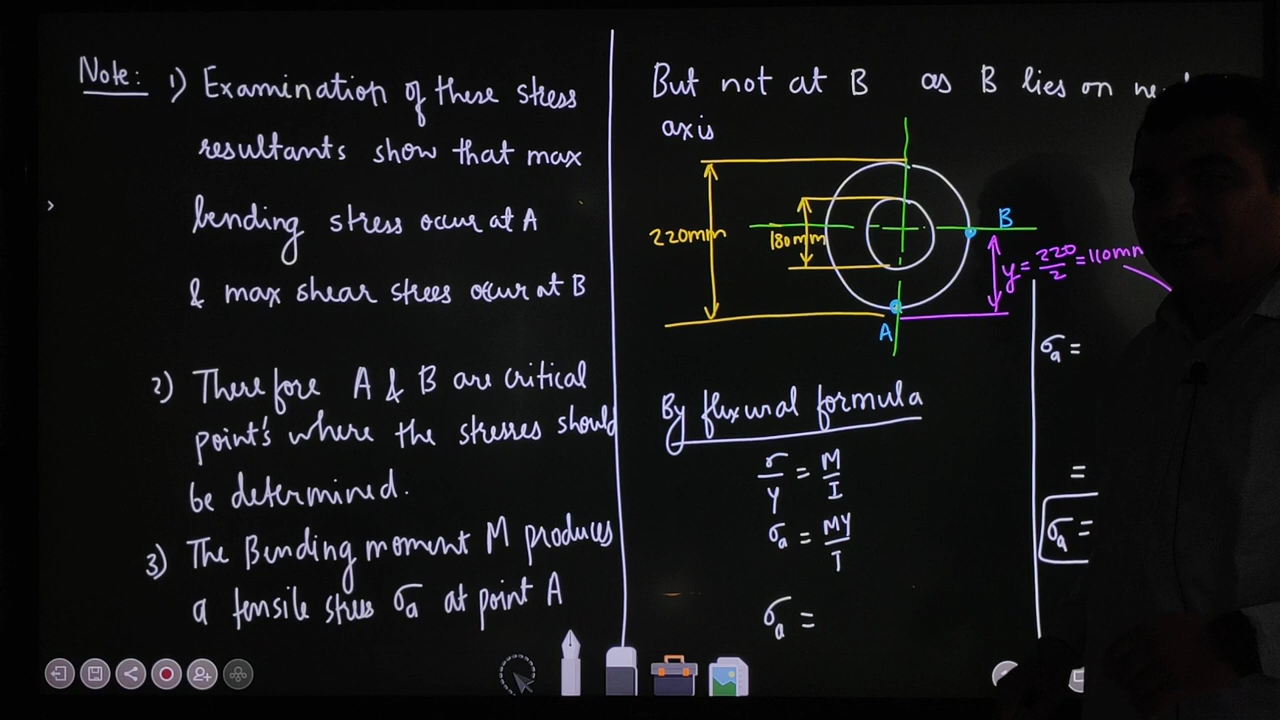 Note: 1) Examination of these stress
resultants show that max
bending stress occur at A
& max shear strees occur at B
2) Therefore A & B are critical
point's where the stresses should
be determined.
3) The Bending moment M produces
a tensile stress σa at point A
But not at B as B lies on
axis
220mm
180mm
B
y = 220/2 = 110mm
A
By flexural formula
σ/Y = M/I
σa = MY/I
σa =
σa =
=
σa =